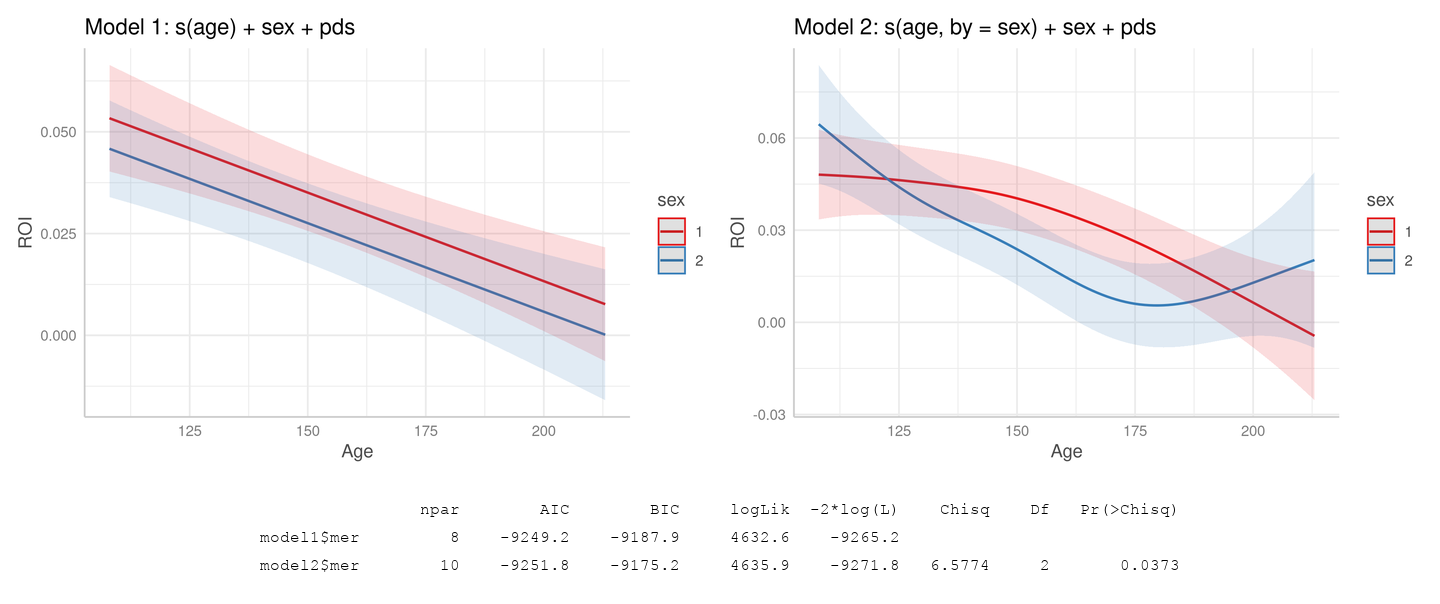 Model 1: s(age) + sex + pds
ROI
0.050
0.025
0.000
125 150 175 200
Age
sex
1
2
Model 2: s(age, by = sex) + sex + pds
ROI
0.06
0.03
0.00
-0.03
125 150 175 200
Age
sex
1
2
npar AIC BIC logLik -2*log(L) Chisq Df Pr(>Chisq)
model1$mer 8 -9249.2 -9187.9 4632.6 -9265.2
model2$mer 10 -9251.8 -9175.2 4635.9 -9271.8 6.5774 2 0.0373